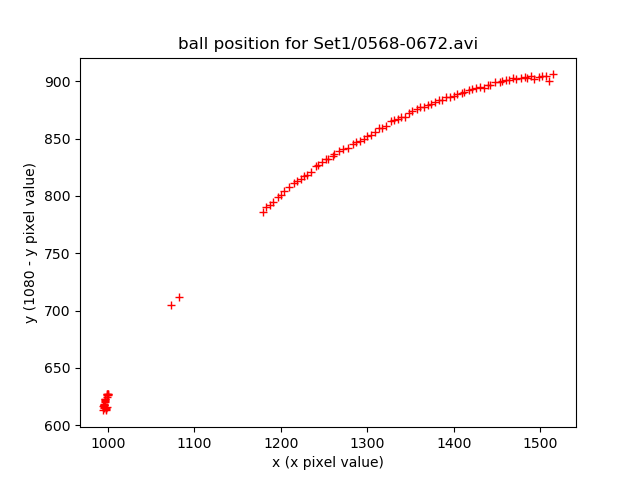 ball position for Set1/0568-0672.avi
900
850
800
750
700
650
600
y (1080 - y pixel value)
1000 1100 1200 1300 1400 1500
x (x pixel value)